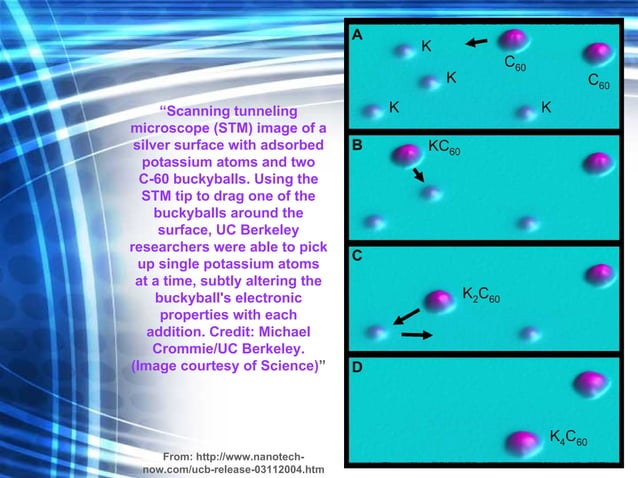 “Scanning tunneling
microscope (STM) image of a
silver surface with adsorbed
potassium atoms and two
C-60 buckyballs. Using the
STM tip to drag one of the
buckyballs around the
surface, UC Berkeley
researchers were able to pick
up single potassium atoms
at a time, subtly altering the
buckyball's electronic
properties with each
addition. Credit: Michael
Crommie/UC Berkeley.
(Image courtesy of Science)”
From: http://www.nanotech-
now.com/ucb-release-03112004.htm
A
K
C60
K
C60
K
K
B
KC60
C
K2C60
D
K4C60